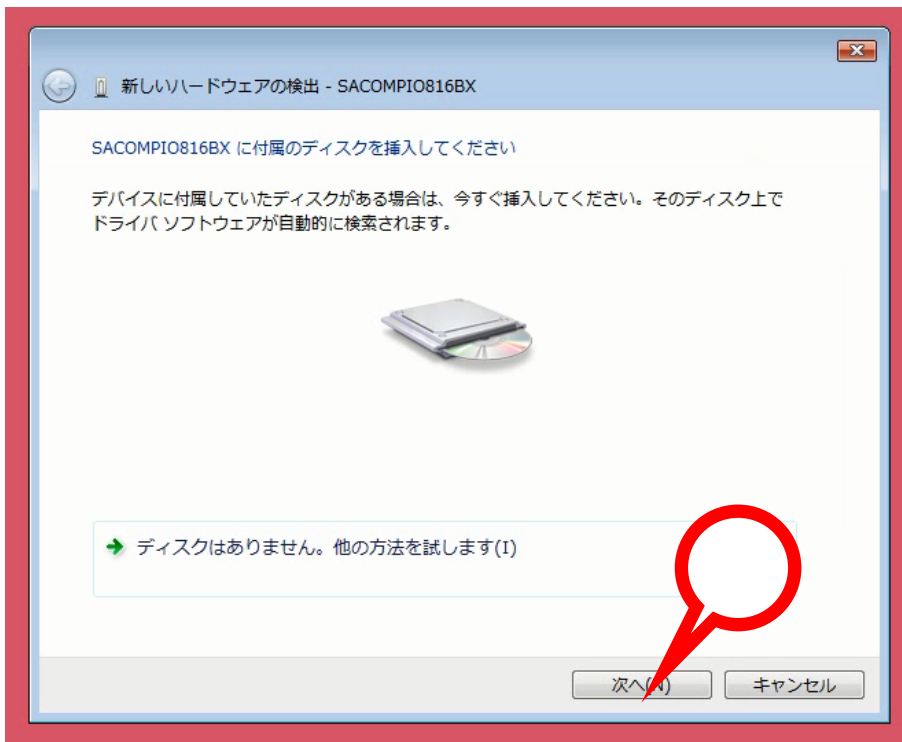 新しいハードウェアの検出 - SACOMPIO816BX
SACOMPIO816BX に付属のディスクを挿入してください
デバイスに付属していたディスクがある場合は、今すぐ挿入してください。そのディスク上で
ドライバ ソフトウェアが自動的に検索されます。
ディスクはありません。他の方法を試します(I)
次へ(N) キャンセル